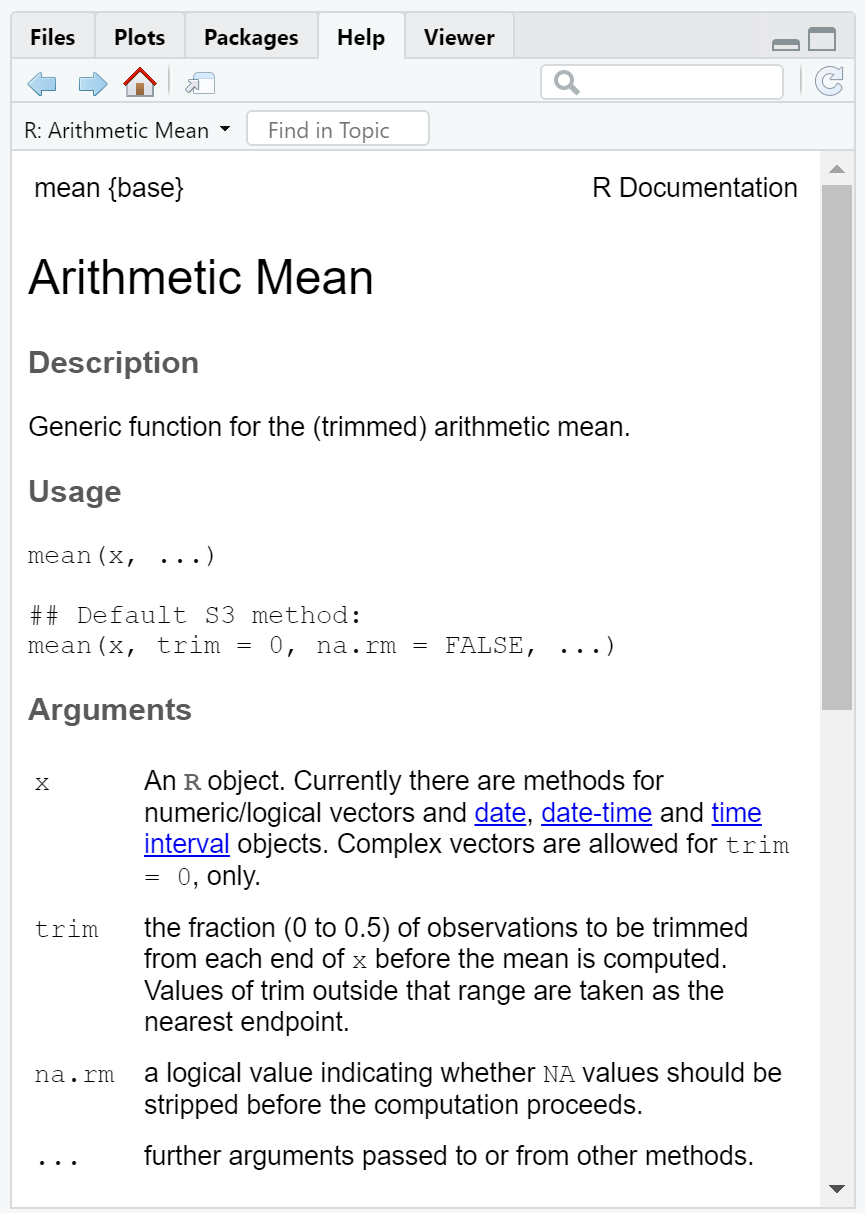 Files Plots Packages Help Viewer
R: Arithmetic Mean Find in Topic
mean {base} R Documentation
Arithmetic Mean
Description
Generic function for the (trimmed) arithmetic mean.
Usage
mean(x, ...)
## Default S3 method:
mean(x, trim = 0, na.rm = FALSE, ...)
Arguments
x An R object. Currently there are methods for
numeric/logical vectors and date, date-time and time
interval objects. Complex vectors are allowed for trim
= 0, only.
trim the fraction (0 to 0.5) of observations to be trimmed
from each end of x before the mean is computed.
Values of trim outside that range are taken as the
nearest endpoint.
na.rm a logical value indicating whether NA values should be
stripped before the computation proceeds.
... further arguments passed to or from other methods.